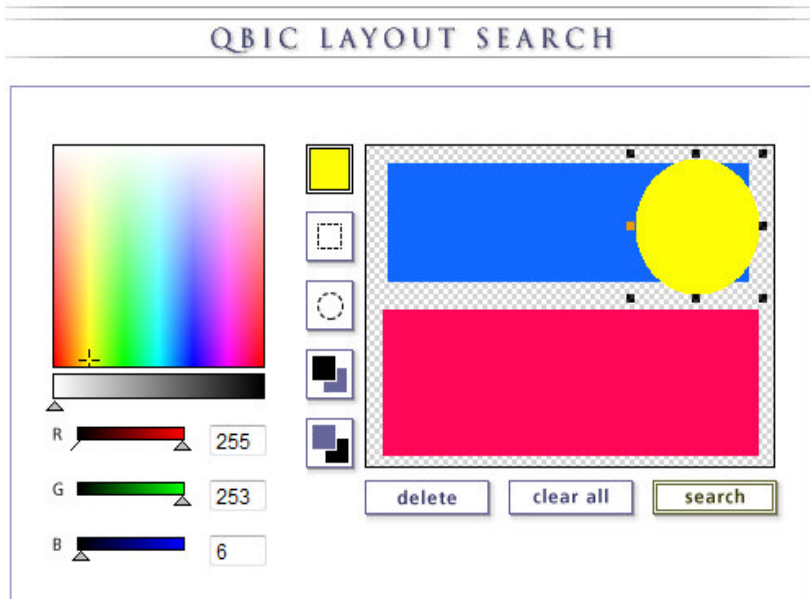 QBIC LAYOUT SEARCH
R 255
G 253
B 6
delete clear all search